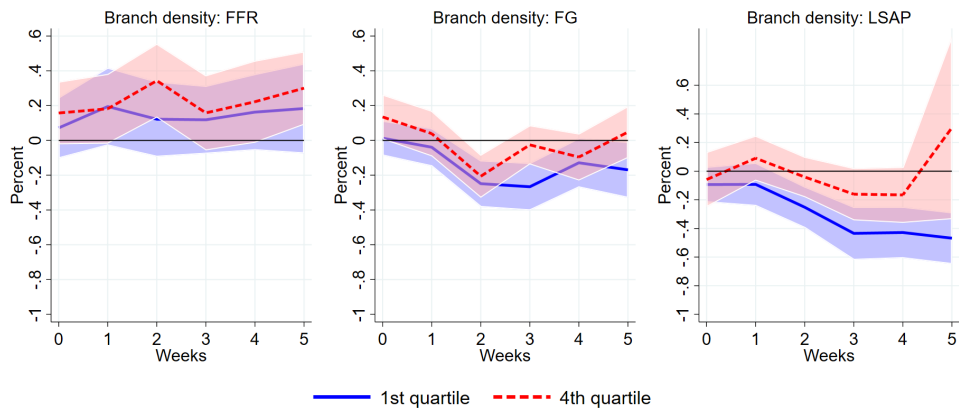 Branch density: FFR
.6
.4
.2
0
-.2
-.4
-.6
-.8
-1
Percent
0 1 2 3 4 5
Weeks
Branch density: FG
.6
.4
.2
0
-.2
-.4
-.6
-.8
-1
Percent
0 1 2 3 4 5
Weeks
Branch density: LSAP
.6
.4
.2
0
-.2
-.4
-.6
-.8
-1
Percent
0 1 2 3 4 5
Weeks
1st quartile 4th quartile